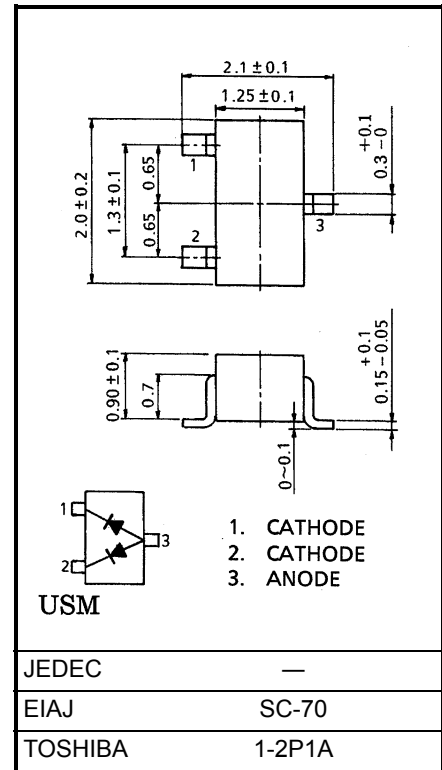 2.1±0.1
1.25±0.1
+0.1
0.3-0
2.0±0.2
1.3±0.1
0.65
0.65
1
2
3
0.90±0.1
0.7
+0.1
0.15-0.05
0~0.1
1
2
3
1. CATHODE
2. CATHODE
3. ANODE
USM
JEDEC —
EIAJ SC-70
TOSHIBA 1-2P1A